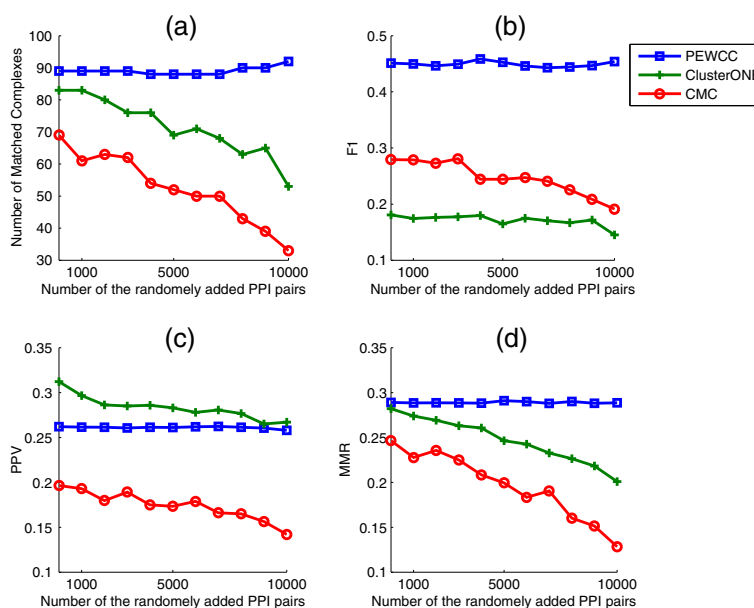 (a)
100
90
80
70
60
50
40
30
Number of Matched Complexes
1000
5000
10000
Number of the randomely added PPI pairs
(b)
0.5
0.4
0.3
0.2
0.1
F1
1000
5000
10000
Number of the randomely added PPI pairs
PEWCC
ClusterONE
CMC
(c)
0.35
0.3
0.25
0.2
0.15
0.1
PPV
1000
5000
10000
Number of the randomely added PPI pairs
(d)
0.35
0.3
0.25
0.2
0.15
0.1
MMR
1000
5000
10000
Number of the randomely added PPI pairs